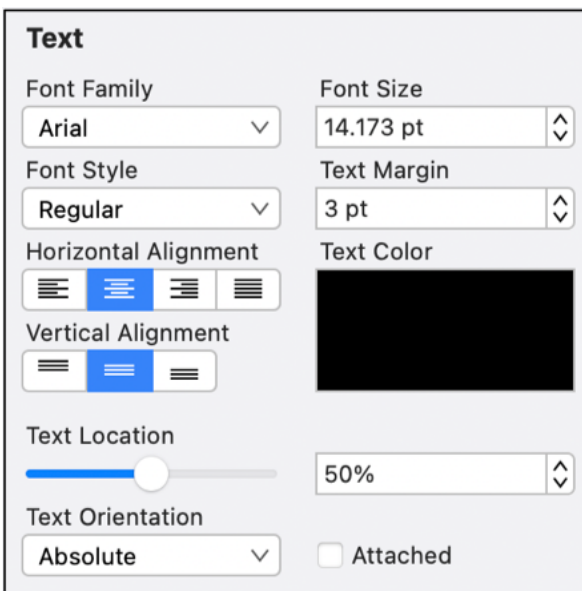 Text
Font Family Font Size
Arial 14.173 pt
Font Style Text Margin
Regular 3 pt
Horizontal Alignment Text Color
Vertical Alignment
Text Location
50%
Text Orientation
Absolute Attached